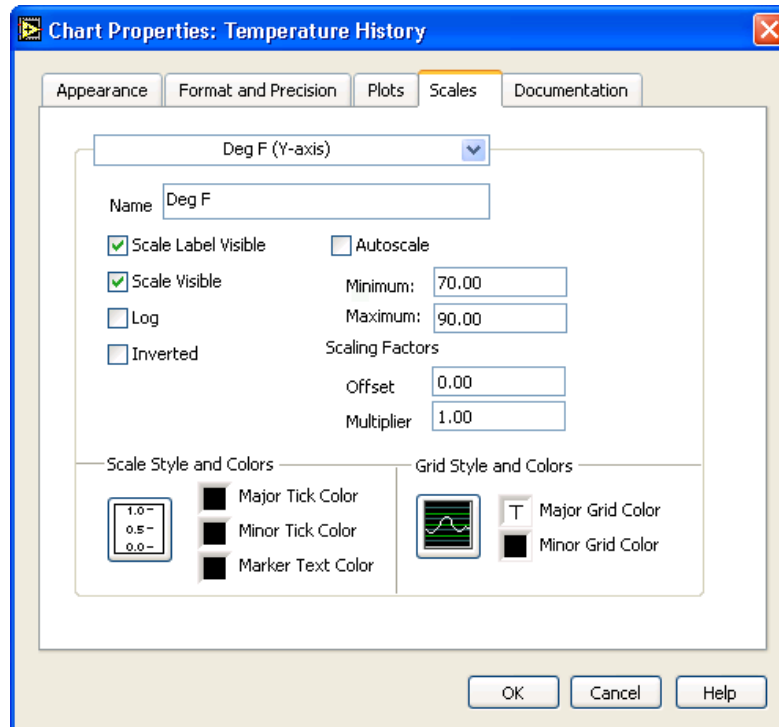 Chart Properties: Temperature History
Appearance Format and Precision Plots Scales Documentation
Deg F (Y-axis)
Name Deg F
Scale Label Visible Autoscale
Scale Visible Minimum: 70.00
Log Maximum: 90.00
Inverted Scaling Factors
Offset 0.00
Multiplier 1.00
Scale Style and Colors Grid Style and Colors
1.0 Major Tick Color T Major Grid Color
0.5 Minor Tick Color Minor Grid Color
0.0 Marker Text Color
OK Cancel Help